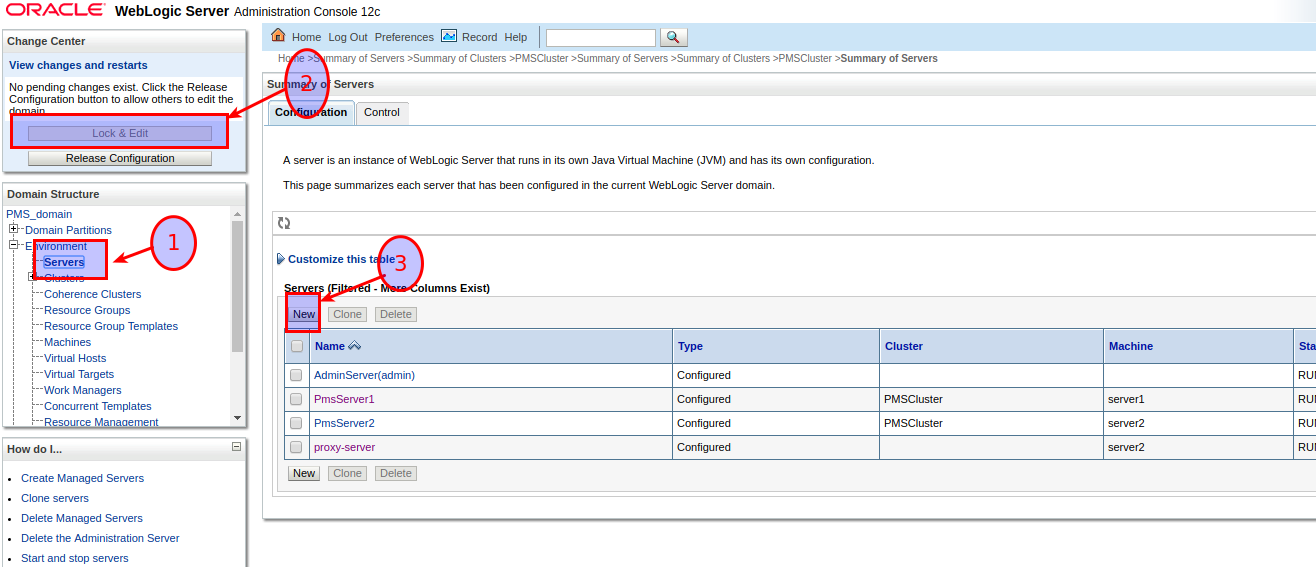 ORACLE WebLogic Server Administration Console 12c
Change Center
View changes and restarts
No pending changes exist. Click the Release
Configuration button to allow others to edit the
domain.
Lock & Edit
Release Configuration
Domain Structure
PMS_domain
Domain Partitions
Environment
Servers
Clusters
Coherence Clusters
Resource Groups
Resource Group Templates
Machines
Virtual Hosts
Virtual Targets
Work Managers
Concurrent Templates
Resource Management
1
How do I...
Create Managed Servers
Clone servers
Delete Managed Servers
Delete the Administration Server
Start and stop servers
Home Log Out Preferences Record Help
Home >Summary of Servers >Summary of Clusters >PMSCluster >Summary of Servers >Summary of Clusters >PMSCluster >Summary of Servers
2
Summary of Servers
Configuration Control
A server is an instance of WebLogic Server that runs in its own Java Virtual Machine (JVM) and has its own configuration.
This page summarizes each server that has been configured in the current WebLogic Server domain.
Customize this table
3
Servers (Filtered - More Columns Exist)
New Clone Delete
Name Type Cluster Machine Sta
AdminServer(admin) Configured RU
PmsServer1 Configured PMSCluster server1 RU
PmsServer2 Configured PMSCluster server2 RU
proxy-server Configured server2 RU
New Clone Delete